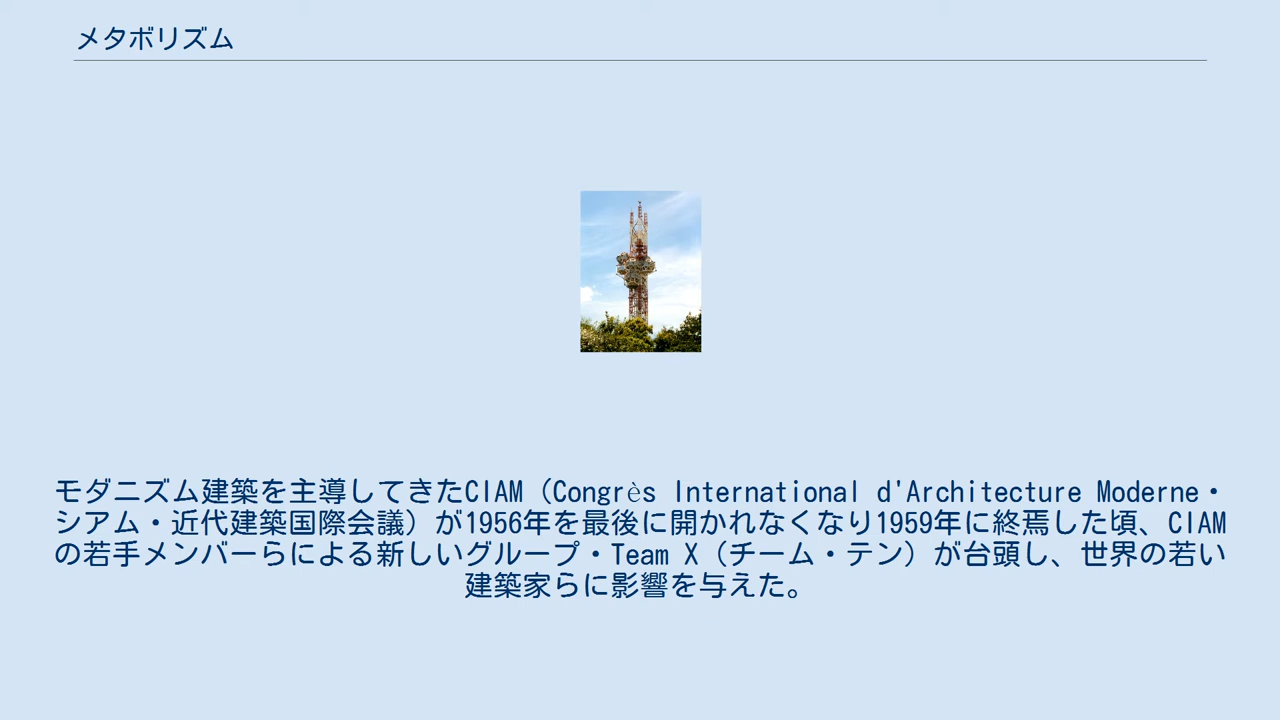 メタボリズム
モダニズム建築を主導してきたCIAM（Congrès International d'Architecture Moderne・
シアム・近代建築国際会議）が1956年を最後に開かれなくなり1959年に終焉した頃、CIAM
の若手メンバーらによる新しいグループ・Team X（チーム・テン）が台頭し、世界の若い
建築家らに影響を与えた。